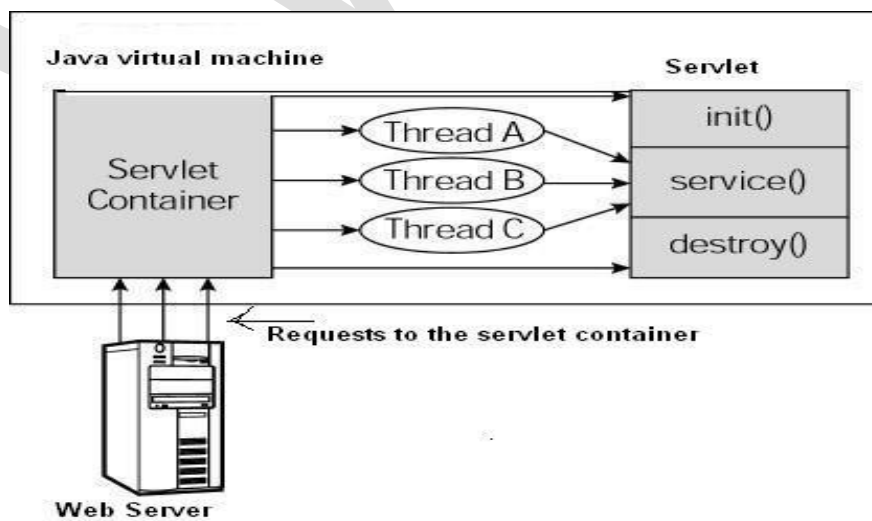 Java virtual machine
Servlet
Servlet
Container
Thread A
Thread B
Thread C
init()
service()
destroy()
Requests to the servlet container
Web Server